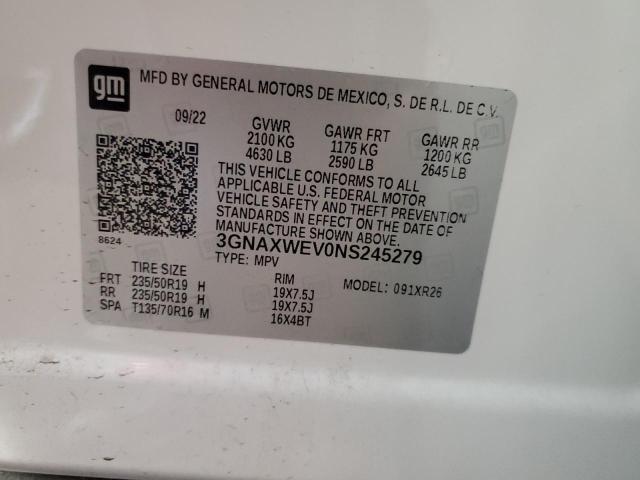 gm MFD BY GENERAL MOTORS DE MEXICO, S. DE R.L. DE C.V.
09/22 GVWR GAWR FRT GAWR RR
2100 KG 1175 KG 1200 KG
4630 LB 2590 LB 2645 LB
THIS VEHICLE CONFORMS TO ALL
APPLICABLE U.S. FEDERAL MOTOR
VEHICLE SAFETY AND THEFT PREVENTION
STANDARDS IN EFFECT ON THE DATE OF
MANUFACTURE SHOWN ABOVE.
8624 3GNAXWEV0NS245279
TYPE: MPV
TIRE SIZE RIM MODEL: 091XR26
FRT 235/50R19 H 19X7.5J
RR 235/50R19 H 19X7.5J
SPA T135/70R16 M 16X4BT